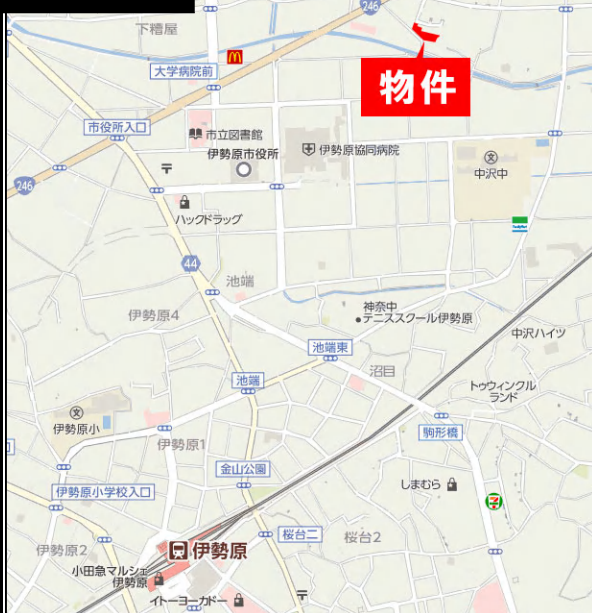 246
下糟屋
物件
大学病院前
市役所入口
市立図書館
伊勢原市役所
伊勢原協同病院
中沢中
246
ハックドラッグ
44
池端
神奈中
テニススクール伊勢原
伊勢原4
中沢ハイツ
池端東
沼目
池端
トゥウィンクル
ランド
伊勢原小
駒形橋
伊勢原1
金山公園
しまむら
伊勢原小学校入口
桜台二
桜台2
伊勢原2
伊勢原
小田急マルシェ
伊勢原
イトーヨーカドー